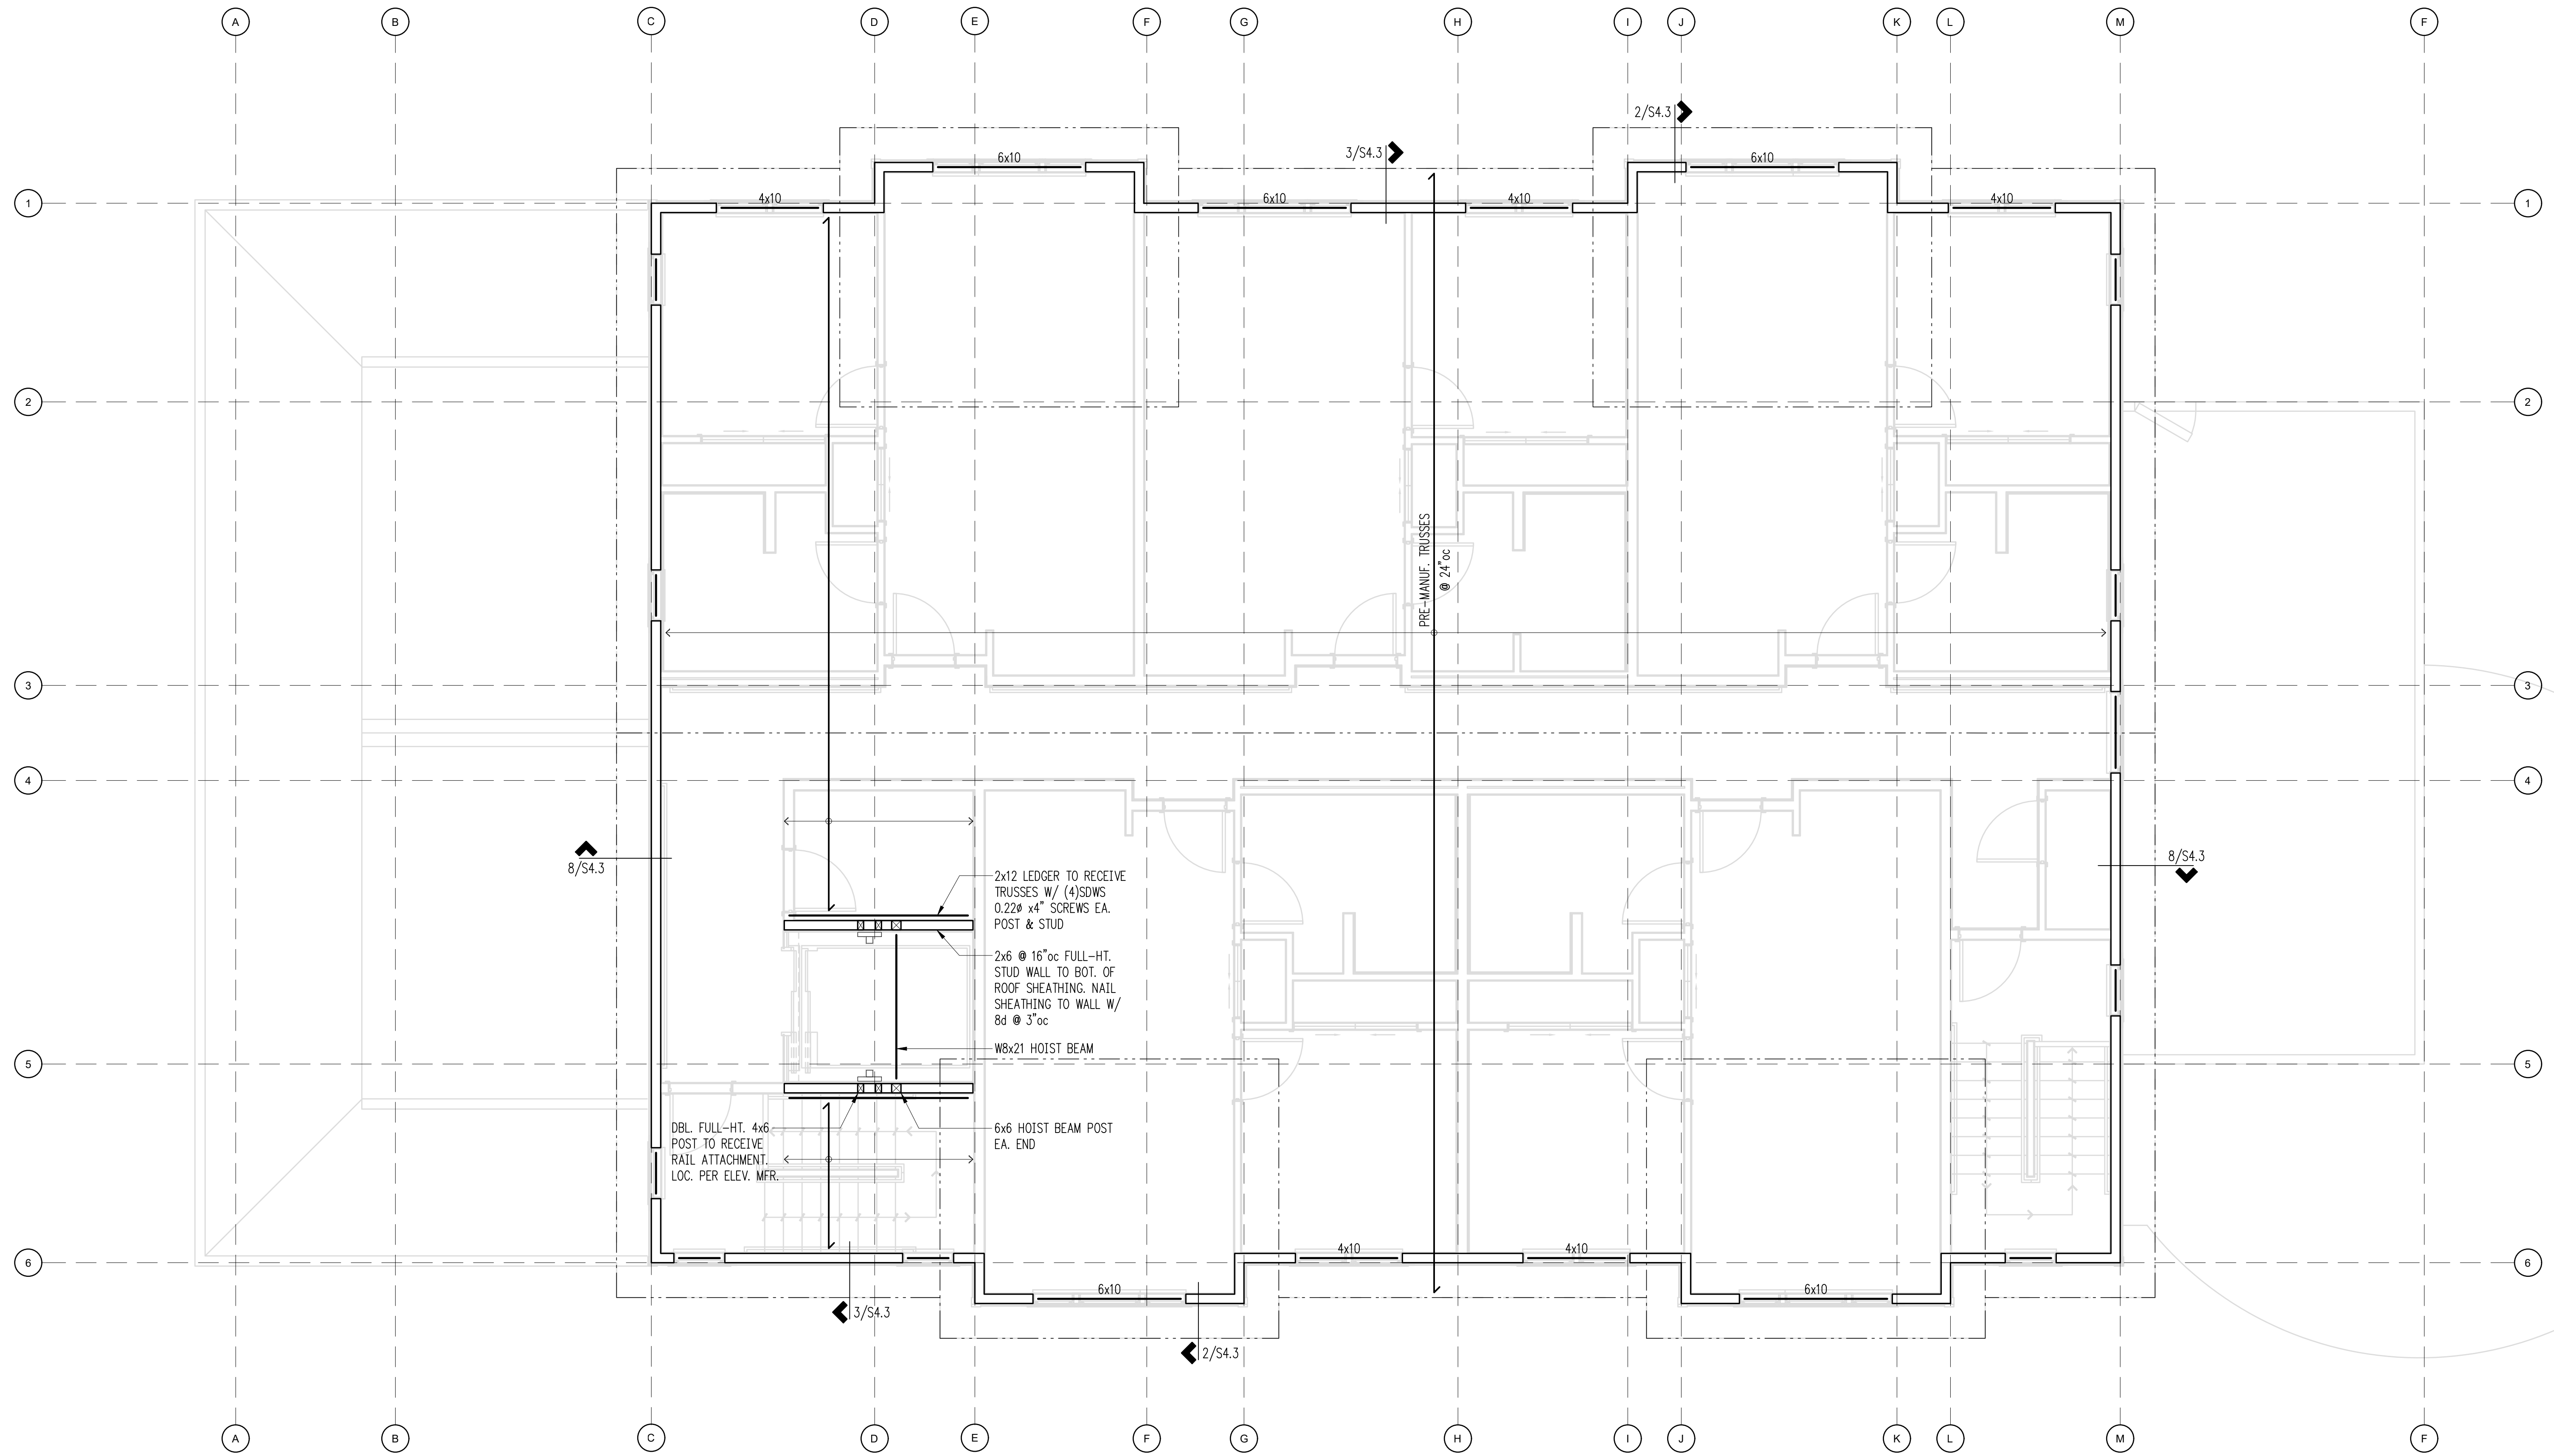 A
B
C
D
E
F
G
H
I
J
K
L
M
F
2/S4.3
3/S4.3
6x10
6x10
4x10
6x10
4x10
4x10
1
1
2
2
PRE-MANUF. TRUSSES
@ 24"oc
3
3
4
4
8/S4.3
8/S4.3
2x12 LEDGER TO RECEIVE
TRUSSES W/ (4)SDWS
0.22ø x4" SCREWS EA.
POST & STUD
2x6 @ 16"oc FULL-HT.
STUD WALL TO BOT. OF
ROOF SHEATHING. NAIL
SHEATHING TO WALL W/
8d @ 3"oc
W8x21 HOIST BEAM
5
5
DBL. FULL-HT. 4x6
POST TO RECEIVE
RAIL ATTACHMENT.
LOC. PER ELEV. MFR.
6x6 HOIST BEAM POST
EA. END
4x10
4x10
6
6
6x10
6x10
3/S4.3
2/S4.3
A
B
C
D
E
F
G
H
I
J
K
L
M
F